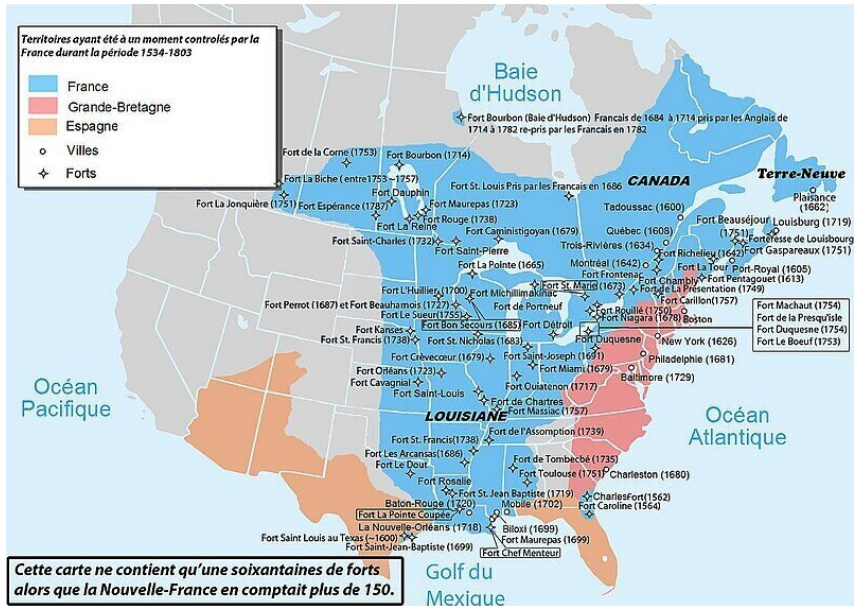 Territoires ayant été à un moment controlés par la
France durant la période 1534-1803
France
Grande-Bretagne
Espagne
Villes
Forts
Baie
d'Hudson
Fort Bourbon (Baie d'Hudson) Francais de 1684 à 1714 pris par les Anglais de
1714 à 1782 re-pris par les Francais en 1782
Fort de la Corne (1753)
Fort Bourbon (1714)
Fort La Biche ( entre1753 ~1757)
Fort La Jonquière (1751)
Fort Dauphin
Fort Espérance (1787)
Fort Maurepas (1723)
Fort La Reine
Fort Rouge (1738)
Fort St. Louis Pris par les Francais en 1686
CANADA
Terre-Neuve
Plaisance
(1662)
Tadoussac (1600)
Fort Beauséjour
(1751)
Louisburg (1719)
Forteresse de Louisbourg
Fort Gaspareaux (1751)
Québec (1608)
Trois-Rivières (1634)
Montréal (1642)
Fort Richelieu (1642)
Fort La Tour
Port-Royal (1605)
Fort Pentagouet (1613)
Fort Caministigoyan (1679)
Fort Saint-Charles (1732)
Fort Saint-Pierre
Fort La Pointe (1665)
Fort St. Marie (1673)
Fort Frontenac
Fort Chambly
Fort de La Présentation (1749)
Fort Carillon(1757)
Boston
Fort L'Huillier (1700)
Fort Michillimakinac
Fort Perrot (1687) et Fort Beauharnois (1727)
Fort de Portneuf
Fort Rouillé (1750)
Fort Niagara (1678)
Fort Le Sueur(1755)
Fort Bon Sécours (1685)
Fort Détroit
Fort Duquesne
Fort Machaut (1754)
Fort de la Presqu'isle
Fort Duquesne (1754)
Fort Le Boeuf (1753)
New York (1626)
Philadelphie (1681)
Baltimore (1729)
Fort Kanses
Fort St. Francis (1738)
Fort St. Nicholas (1683)
Fort Crèvecœur (1679)
Fort Saint-Joseph (1691)
Fort Miami (1679)
Fort Orléans (1723)
Fort Cavagnial
Fort Ouiatenon (1717)
Fort Saint-Louis
Fort de Chartres
Fort Massiac (1757)
LOUISIANE
Océan
Pacifique
Océan
Atlantique
Fort de l'Assomption (1739)
Fort St. Francis(1738)
Fort Les Arcansas(1686)
Fort Le Dout
Fort de Tombecbé (1735)
Fort Toulouse (1751)
Charleston (1680)
Fort Rosalie
Fort St. Jean Baptiste (1719)
CharlesFort(1562)
Fort Caroline (1564)
Baton-Rouge (1720)
Mobile (1702)
Fort La Pointe Coupée
La Nouvelle-Orléans (1718)
Biloxi (1699)
Fort Maurepas (1699)
Fort Saint Louis au Texas (~1600)
Fort Saint-Jean-Baptiste (1699)
Fort Chef Menteur
Golf du
Mexique
Cette carte ne contient qu'une soixantaines de forts
alors que la Nouvelle-France en comptait plus de 150.